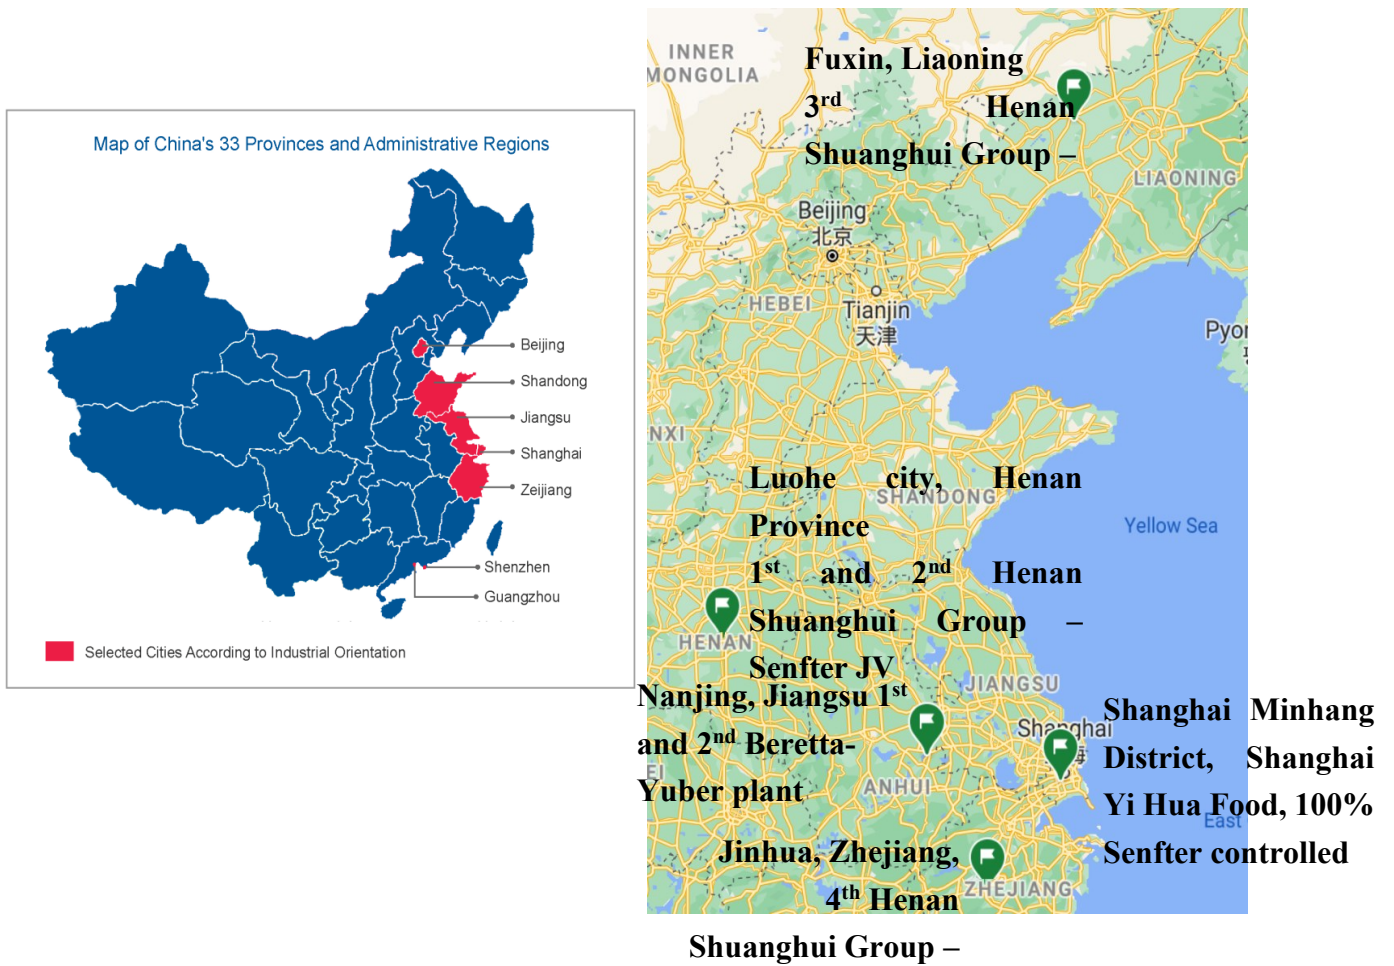 Map of China's 33 Provinces and Administrative Regions
Beijing
Shandong
Jiangsu
Shanghai
Zeijiang
Shenzhen
Guangzhou
Selected Cities According to Industrial Orientation
INNER
MONGOLIA
Fuxin, Liaoning
3rd Henan
Shuanghui Group –
LIAONING
Beijing
北京
HEBEI
Tianjin
天津
Pyor
NXI
Luohe city, Henan
SHANDONG
Province
Yellow Sea
1st and 2nd Henan
Shuanghui Group –
HENAN
Senfter JV
JIANGSU
Nanjing, Jiangsu 1st
and 2nd Beretta-
Yuber plant
EI
ANHUI
Shanghai
海
Shanghai Minhang
District, Shanghai
Yi Hua Food, 100%
East
Senfter controlled
Jinhua, Zhejiang,
ZHEJIANG
4th Henan
Shuanghui Group –